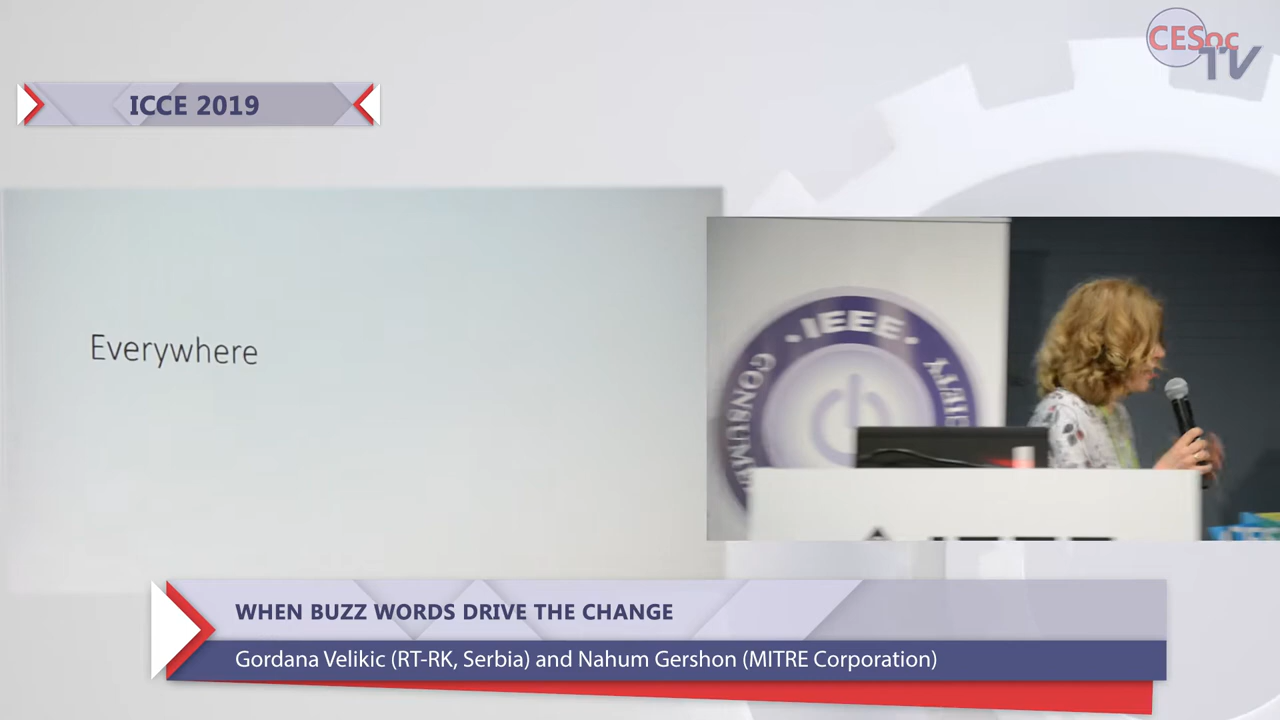 CESoc
TV
ICCE 2019
Everywhere
IEEE
WHEN BUZZ WORDS DRIVE THE CHANGE
Gordana Velikic (RT-RK, Serbia) and Nahum Gershon (MITRE Corporation)